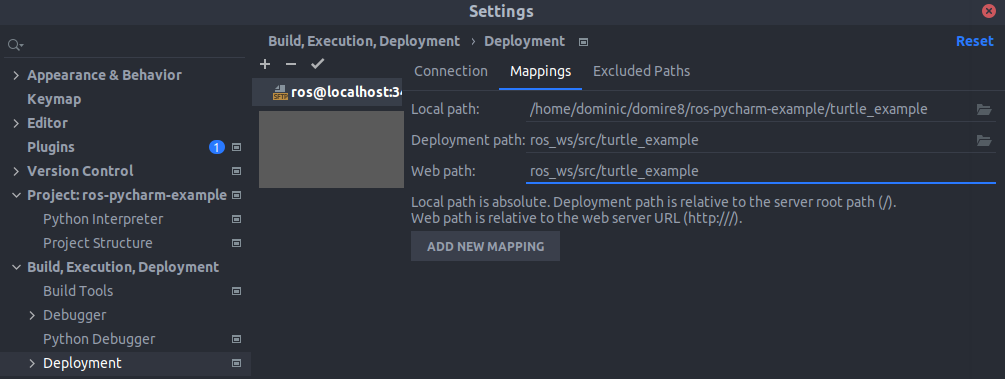 Settings
Build, Execution, Deployment › Deployment
Reset
Appearance & Behavior
Keymap
Editor
Plugins
1
Version Control
Project: ros-pycharm-example
Python Interpreter
Project Structure
Build, Execution, Deployment
Build Tools
Debugger
Python Debugger
Deployment
SFTP
ros@localhost:34
Connection
Mappings
Excluded Paths
Local path: /home/dominic/domire8/ros-pycharm-example/turtle_example
Deployment path: ros_ws/src/turtle_example
Web path: ros_ws/src/turtle_example
Local path is absolute. Deployment path is relative to the server root path (/).
Web path is relative to the web server URL (http:///).
ADD NEW MAPPING